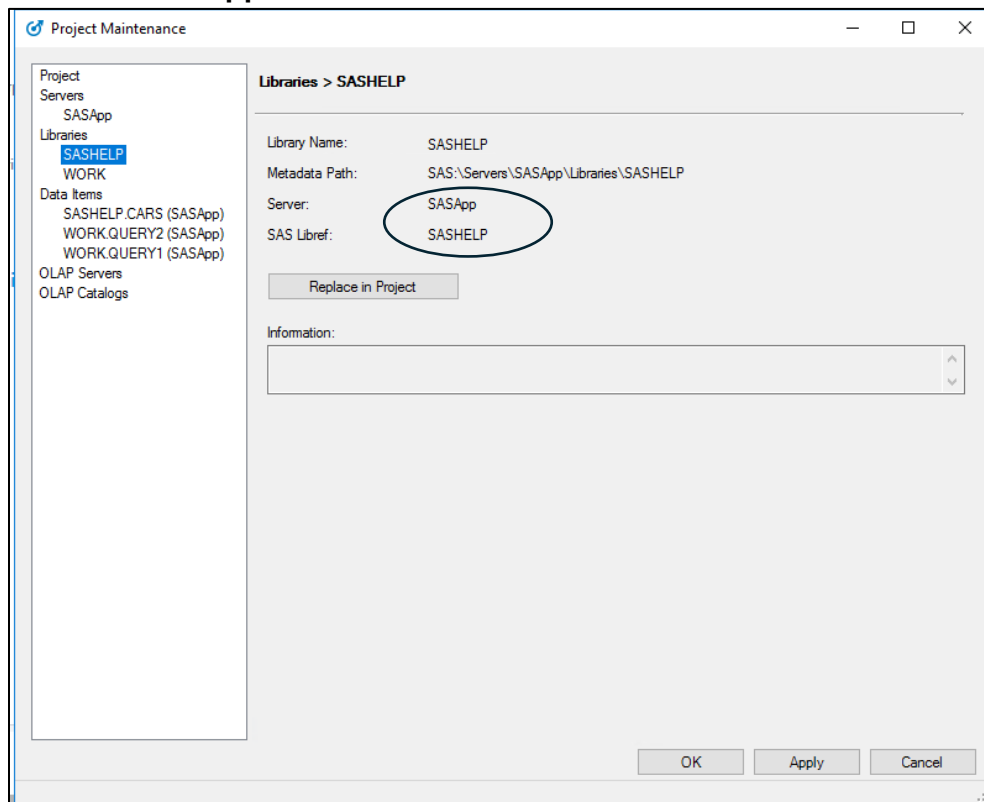 Project Maintenance
Project
Servers
SASApp
Libraries
SASHELP
WORK
Data Items
SASHELP.CARS (SASApp)
WORK.QUERY2 (SASApp)
WORK.QUERY1 (SASApp)
OLAP Servers
OLAP Catalogs
Libraries > SASHELP
Library Name: SASHELP
Metadata Path: SAS:\Servers\SASApp\Libraries\SASHELP
Server: SASApp
SAS Libref: SASHELP
Replace in Project
Information:
OK Apply Cancel